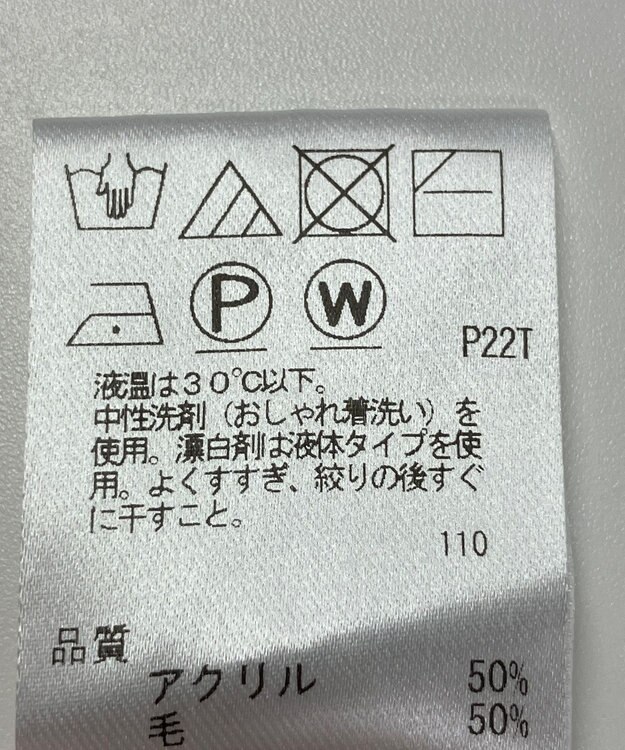 P W
P22T
液温は30℃以下。
中性洗剤（おしゃれ着洗い）を
使用。漂白剤は液体タイプを使
用。よくすすぎ、絞りの後すぐ
に干すこと。
110
品質
アクリル 50%
毛 50%